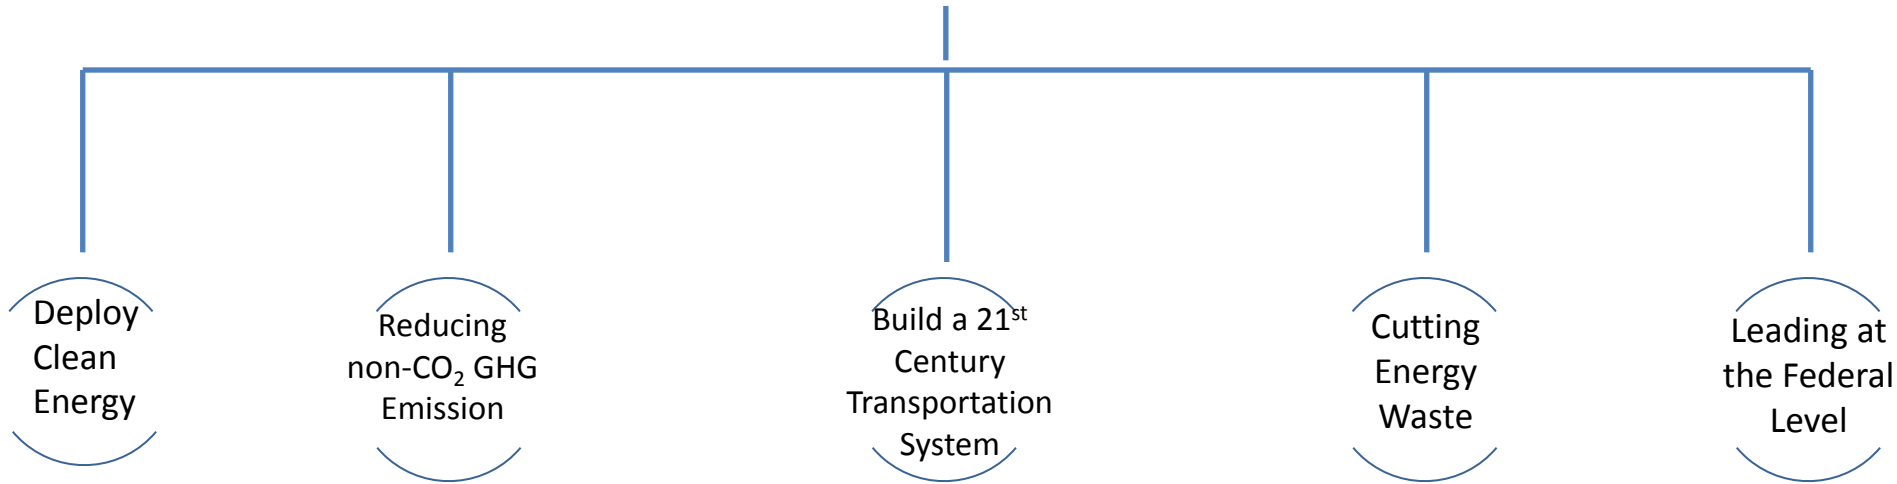 Deploy
Clean
Energy
Reducing
non-CO₂ GHG
Emission
Build a 21ˢᵗ
Century
Transportation
System
Cutting
Energy
Waste
Leading at
the Federal
Level